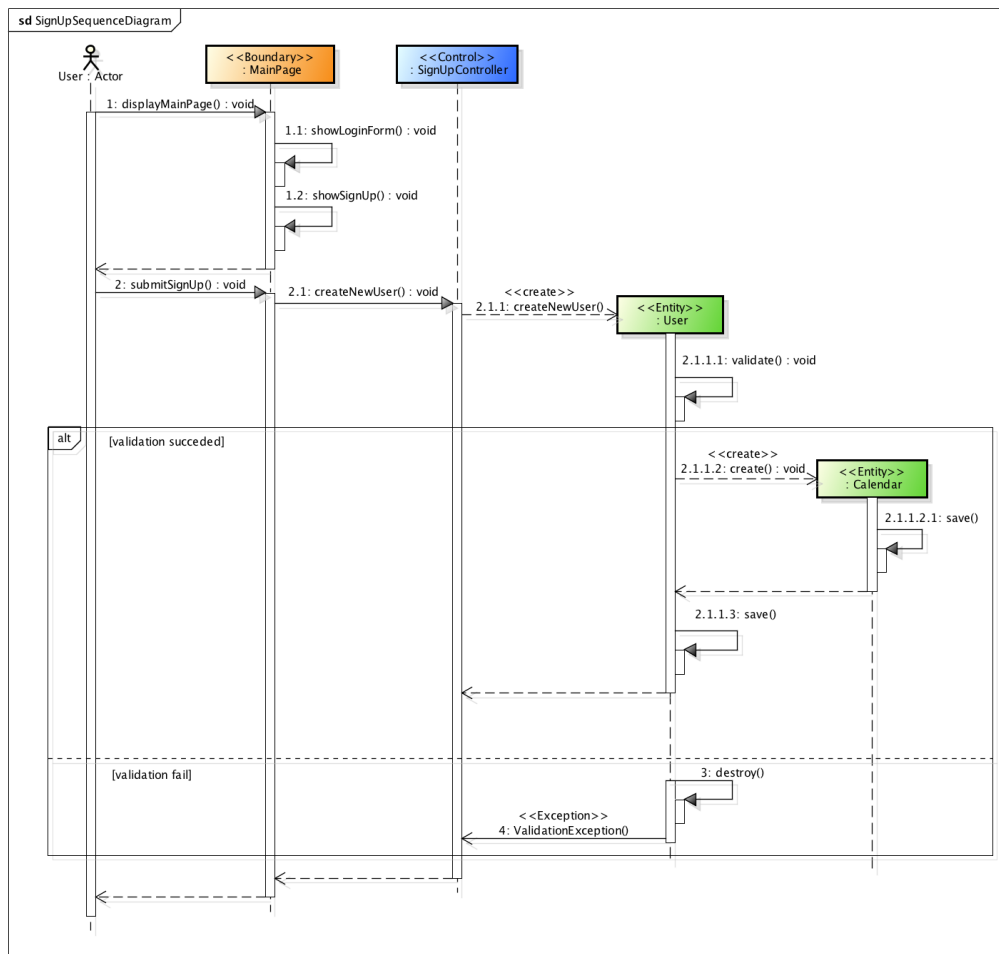 sd SignUpSequenceDiagram
User : Actor
<<Boundary>>
: MainPage
<<Control>>
: SignUpController
1: displayMainPage() : void
1.1: showLoginForm() : void
1.2: showSignUp() : void
2: submitSignUp() : void
2.1: createNewUser() : void
<<create>>
2.1.1: createNewUser()
<<Entity>>
: User
2.1.1.1: validate() : void
alt
[validation succeded]
<<create>>
2.1.1.2: create() : void
<<Entity>>
: Calendar
2.1.1.2.1: save()
2.1.1.3: save()
[validation fail]
3: destroy()
<<Exception>>
4: ValidationException()